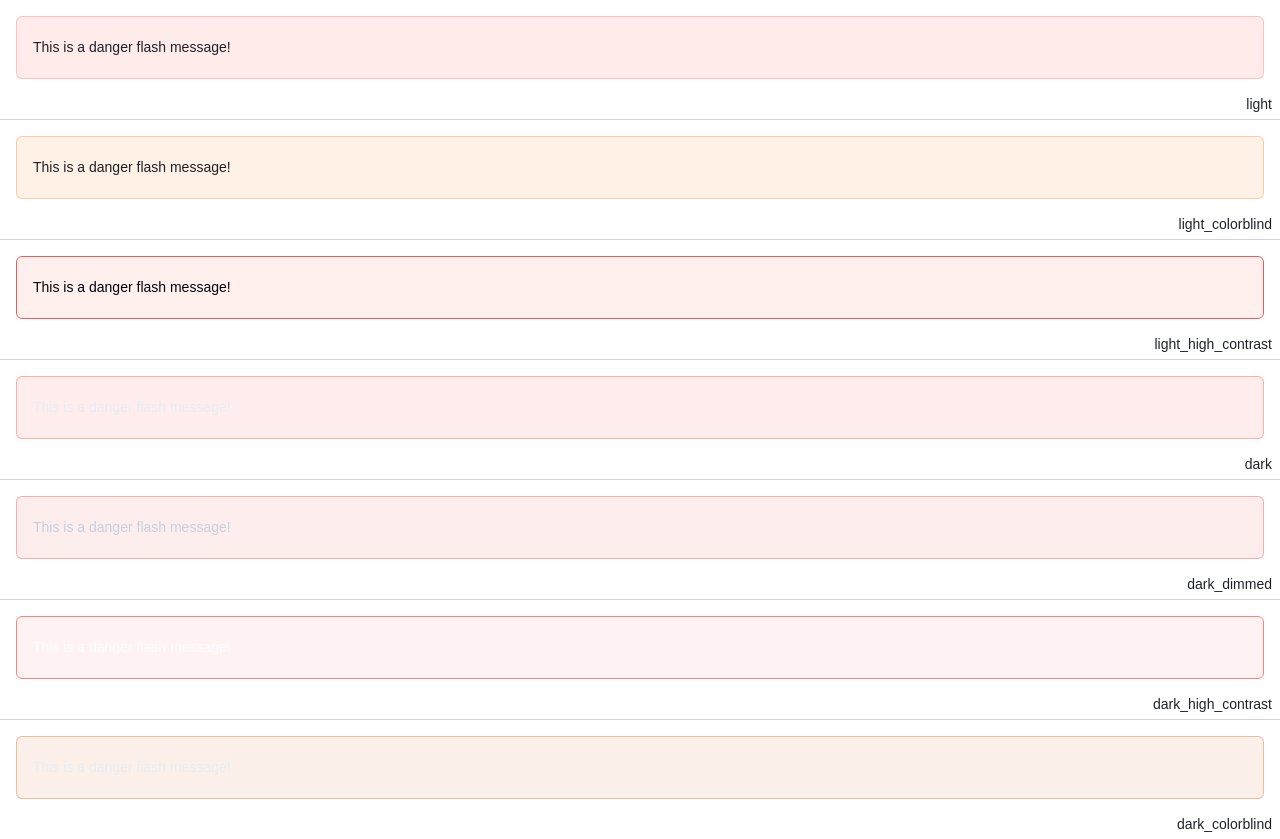 This is a danger flash message!
light
This is a danger flash message!
light_colorblind
This is a danger flash message!
light_high_contrast
This is a danger flash message!
dark
This is a danger flash message!
dark_dimmed
This is a danger flash message!
dark_high_contrast
This is a danger flash message!
dark_colorblind